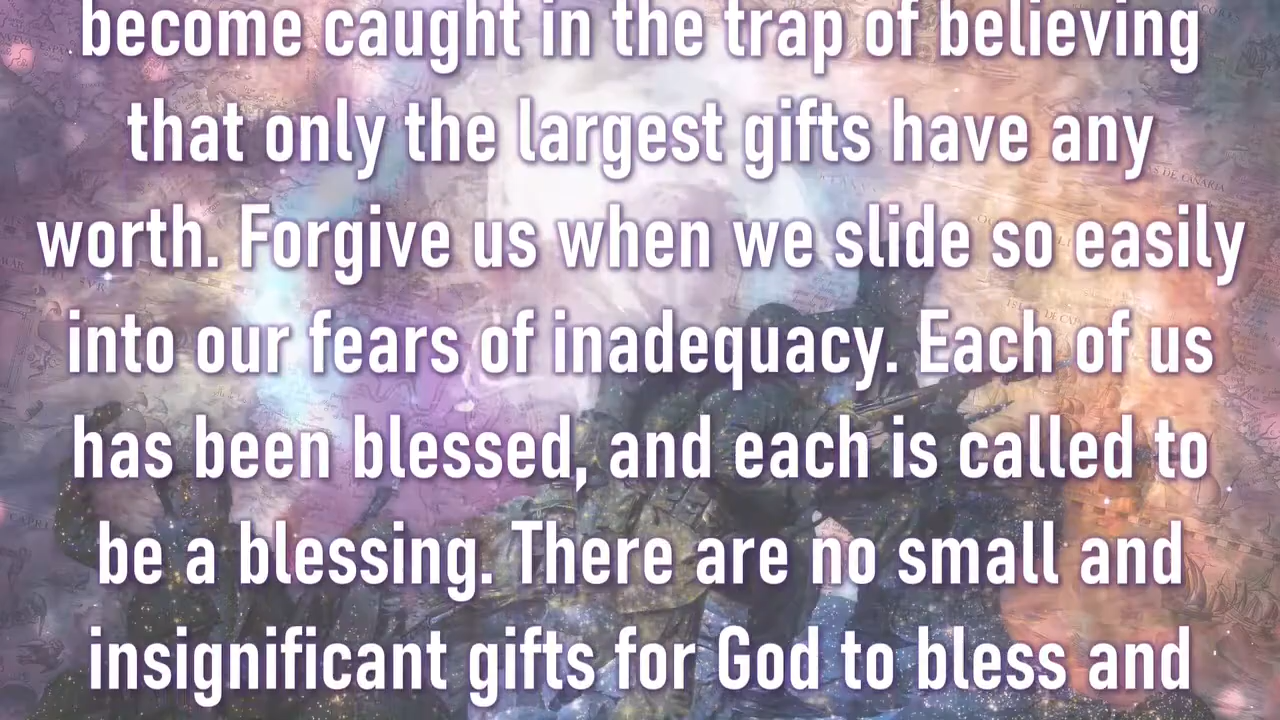 become caught in the trap of believing
that only the largest gifts have any
worth. Forgive us when we slide so easily
into our fears of inadequacy. Each of us
has been blessed, and each is called to
be a blessing. There are no small and
insignificant gifts for God to bless and